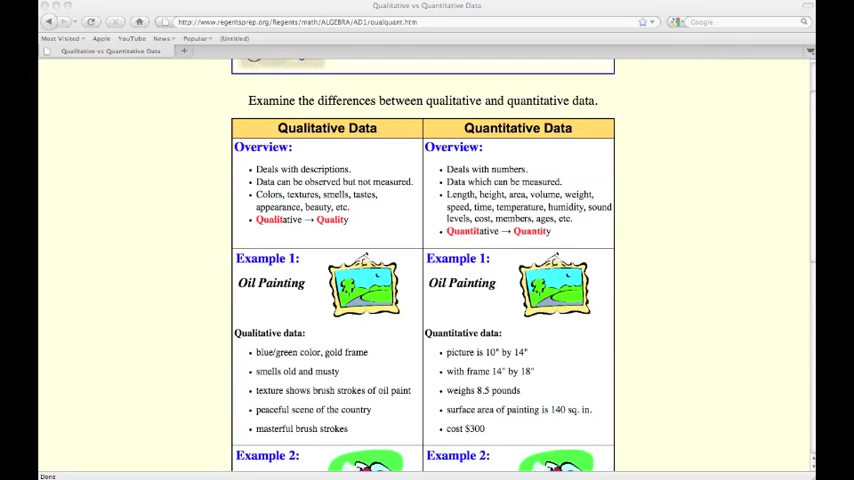 Qualitative vs Quantitative Data
http://www.regentsprep.org/Regents/math/ALGEBRA/AD1/qualquant.htm
Google
Most Visited Apple YouTube News Popular (Untitled)
Qualitative vs Quantitative Data
Examine the differences between qualitative and quantitative data.
Qualitative Data
Overview:
• Deals with descriptions.
• Data can be observed but not measured.
• Colors, textures, smells, tastes,
appearance, beauty, etc.
• Qualitative → Quality
Quantitative Data
Overview:
• Deals with numbers.
• Data which can be measured.
• Length, height, area, volume, weight,
speed, time, temperature, humidity, sound
levels, cost, members, ages, etc.
• Quantitative → Quantity
Example 1:
Oil Painting
Qualitative data:
• blue/green color, gold frame
• smells old and musty
• texture shows brush strokes of oil paint
• peaceful scene of the country
• masterful brush strokes
Example 1:
Oil Painting
Quantitative data:
• picture is 10" by 14"
• with frame 14" by 18"
• weighs 8.5 pounds
• surface area of painting is 140 sq. in.
• cost $300
Example 2:
Example 2:
Done